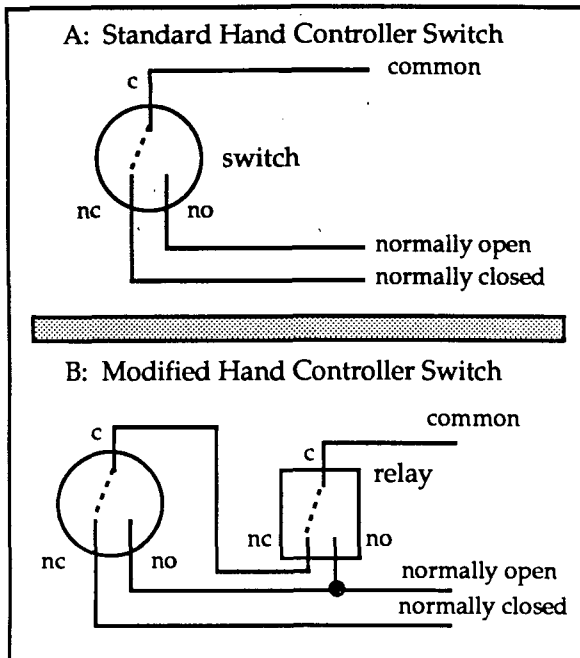 A: Standard Hand Controller Switch
common
c
switch
nc
no
normally open
normally closed
B: Modified Hand Controller Switch
common
c
c
relay
nc
no
nc
no
normally open
normally closed